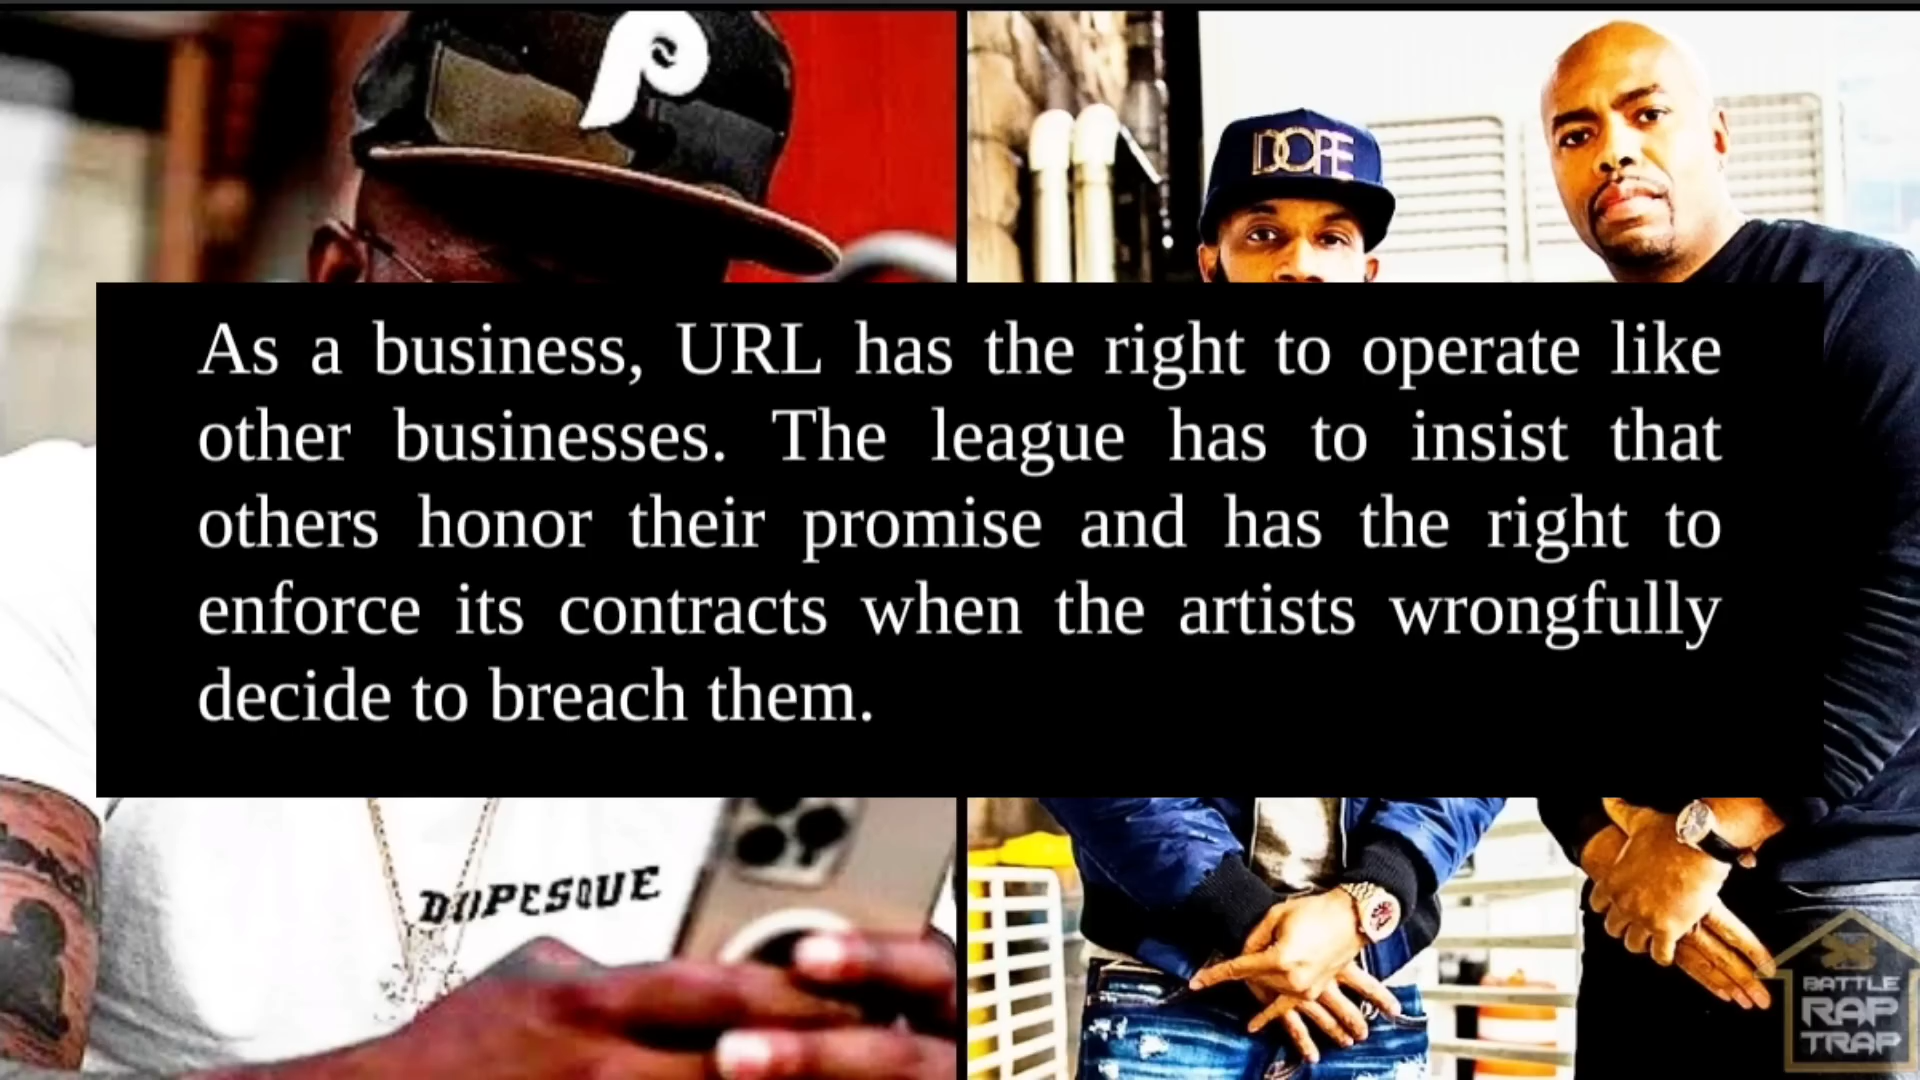 P
DOPE
As a business, URL has the right to operate like
other businesses. The league has to insist that
others honor their promise and has the right to
enforce its contracts when the artists wrongfully
decide to breach them.
DOPESQUE
BATTLE
RAP
TRAP